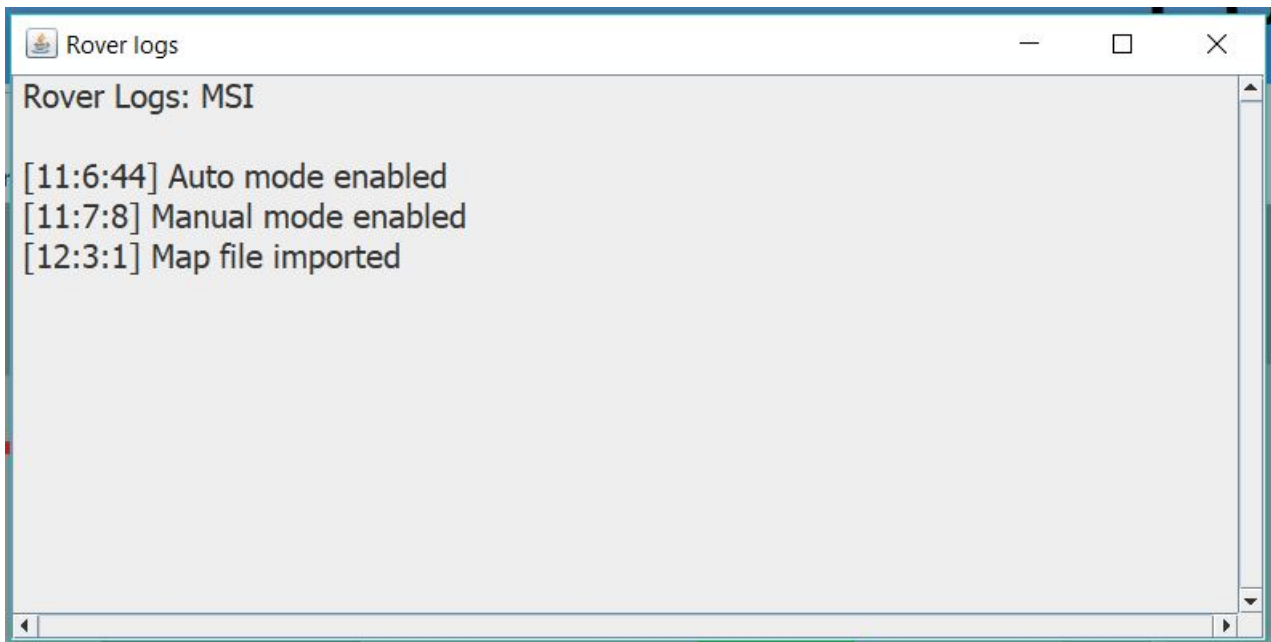 Rover logs
Rover Logs: MSI
[11:6:44] Auto mode enabled
[11:7:8] Manual mode enabled
[12:3:1] Map file imported